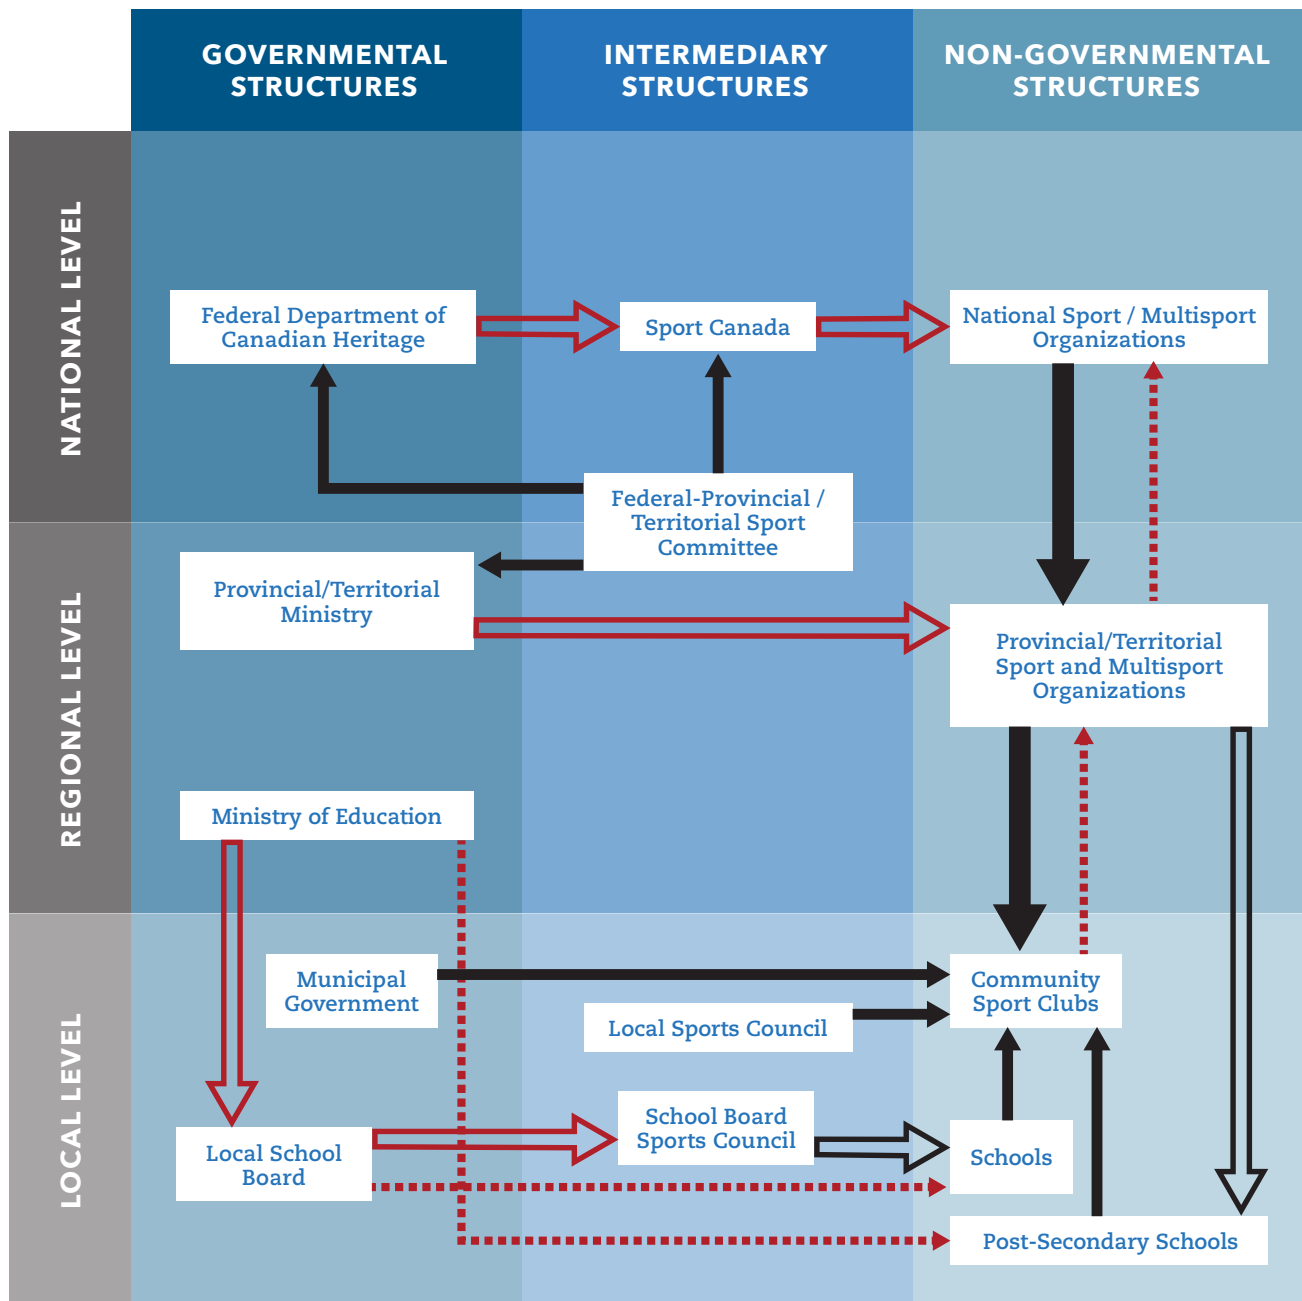 GOVERNMENTAL
STRUCTURES
INTERMEDIARY
STRUCTURES
NON-GOVERNMENTAL
STRUCTURES
NATIONAL LEVEL
Federal Department of
Canadian Heritage
Sport Canada
National Sport / Multisport
Organizations
Federal-Provincial /
Territorial Sport
Committee
REGIONAL LEVEL
Provincial/Territorial
Ministry
Provincial/Territorial
Sport and Multisport
Organizations
Ministry of Education
LOCAL LEVEL
Municipal
Government
Community
Sport Clubs
Local Sports Council
School Board
Sports Council
Local School
Board
Schools
Post-Secondary Schools